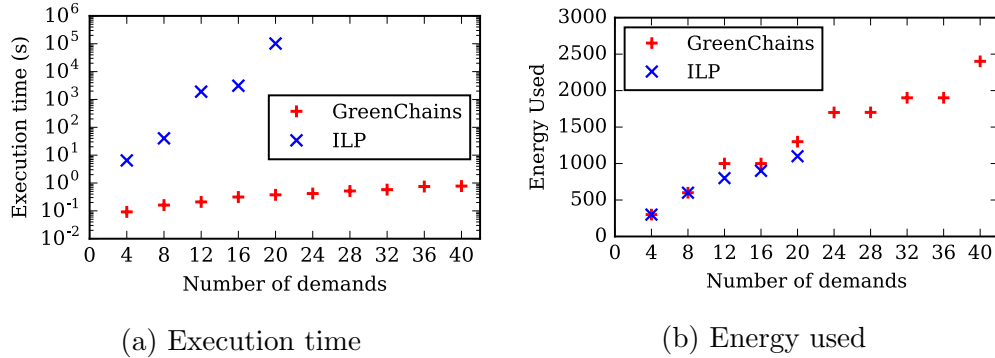 10^6
10^5
10^4
10^3
10^2
10^1
10^0
10^-1
10^-2
Execution time (s)
GreenChains
ILP
0 4 8 12 16 20 24 28 32 36 40
Number of demands
(a) Execution time
3000
2500
2000
1500
1000
500
0
Energy Used
GreenChains
ILP
0 4 8 12 16 20 24 28 32 36 40
Number of demands
(b) Energy used